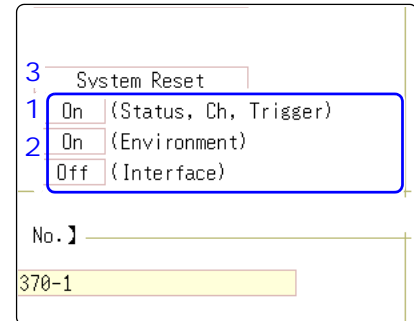 3 System Reset
1 On (Status, Ch, Trigger)
2 On (Environment)
Off (Interface)
No.】
370-1